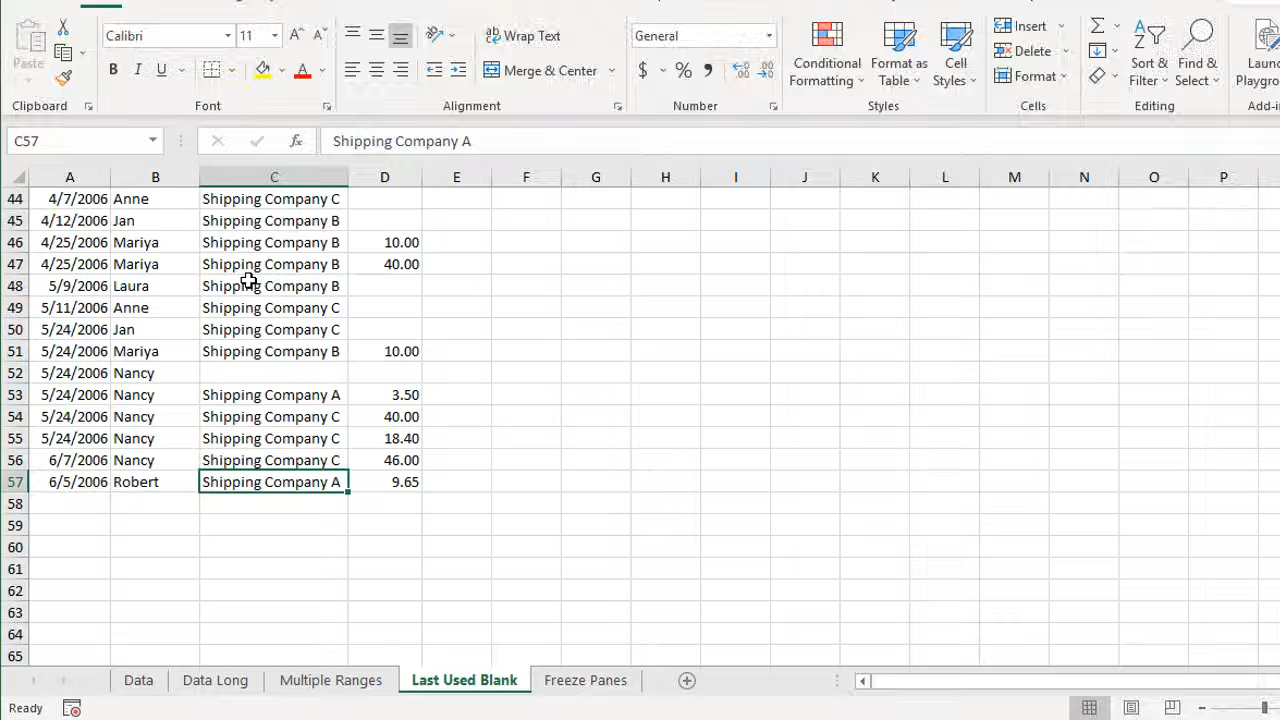 Calibri 11 Wrap Text General Insert
Paste Conditional Formatting Format as Table Cell Styles Delete Sort & Filter Find & Select
B I U Merge & Center $ % Format
Clipboard Font Alignment Number Styles Cells Editing Add-in
C57 fx Shipping Company A
A B C D E F G H I J K L M N O P
44 4/7/2006 Anne Shipping Company C
45 4/12/2006 Jan Shipping Company B
46 4/25/2006 Mariya Shipping Company B 10.00
47 4/25/2006 Mariya Shipping Company B 40.00
48 5/9/2006 Laura Shipping Company B
49 5/11/2006 Anne Shipping Company C
50 5/24/2006 Jan Shipping Company C
51 5/24/2006 Mariya Shipping Company B 10.00
52 5/24/2006 Nancy
53 5/24/2006 Nancy Shipping Company A 3.50
54 5/24/2006 Nancy Shipping Company C 40.00
55 5/24/2006 Nancy Shipping Company C 18.40
56 6/7/2006 Nancy Shipping Company C 46.00
57 6/5/2006 Robert Shipping Company A 9.65
58
59
60
61
62
63
64
65
Data Data Long Multiple Ranges Last Used Blank Freeze Panes
Ready